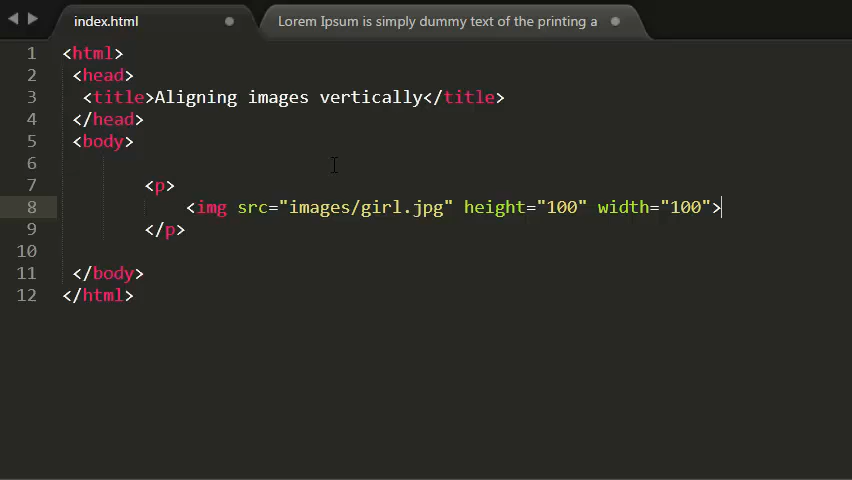 index.html
Lorem Ipsum is simply dummy text of the printing a
1 <html>
2 <head>
3 <title>Aligning images vertically</title>
4 </head>
5 <body>
6
7 <p>
8 <img src="images/girl.jpg" height="100" width="100">
9 </p>
10
11 </body>
12 </html>